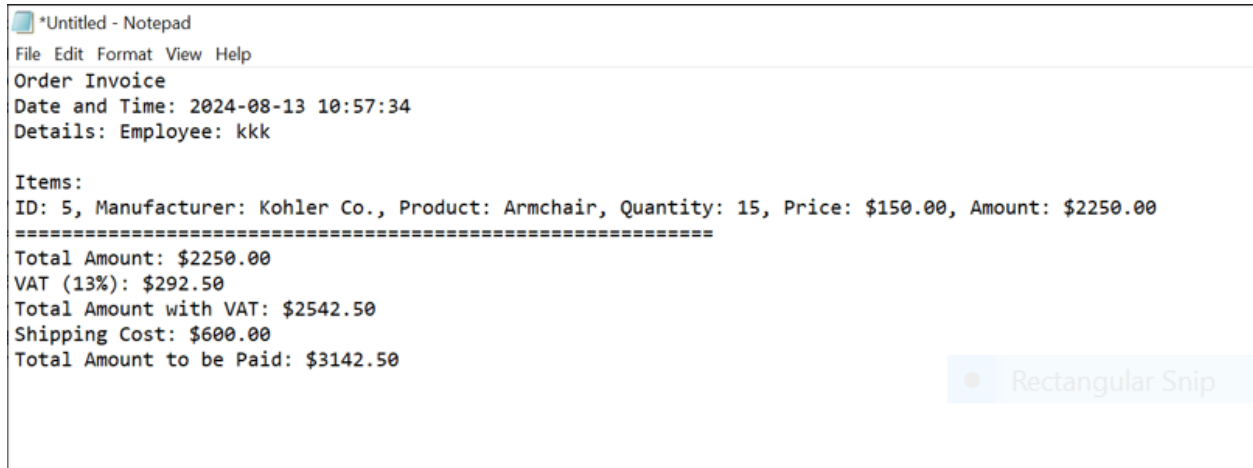 *Untitled - Notepad
File Edit Format View Help
Order Invoice
Date and Time: 2024-08-13 10:57:34
Details: Employee: kkk
Items:
ID: 5, Manufacturer: Kohler Co., Product: Armchair, Quantity: 15, Price: $150.00, Amount: $2250.00
============================================================
Total Amount: $2250.00
VAT (13%): $292.50
Total Amount with VAT: $2542.50
Shipping Cost: $600.00
Total Amount to be Paid: $3142.50
Rectangular Snip